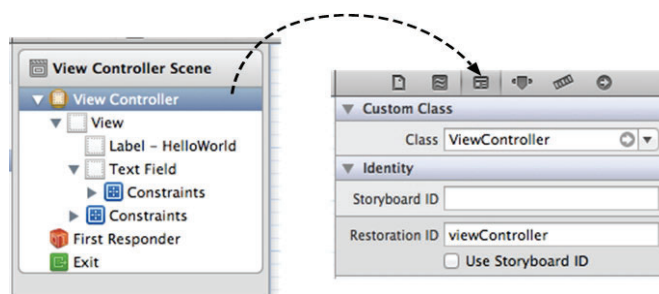 View Controller Scene
View Controller
View
Label – HelloWorld
Text Field
Constraints
Constraints
First Responder
Exit
Custom Class
Class ViewController
Identity
Storyboard ID
Restoration ID viewController
Use Storyboard ID